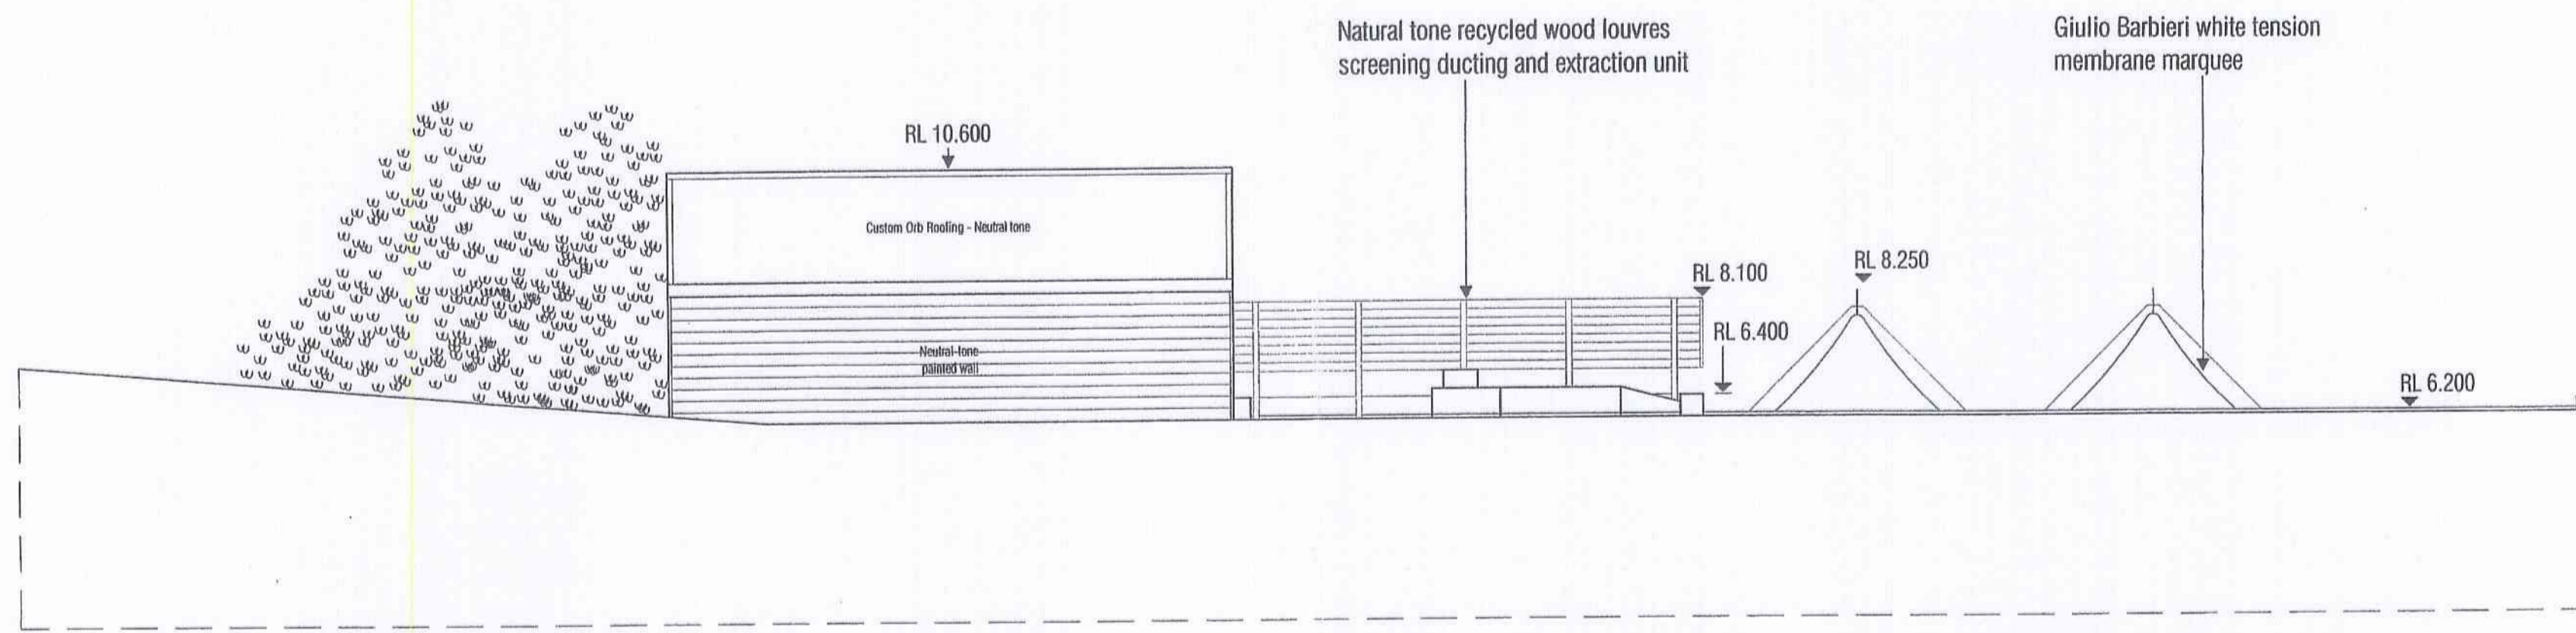 Natural tone recycled wood louvres
screening ducting and extraction unit
Giulio Barbieri white tension
membrane marquee
RL 10.600
Custom Orb Roofing - Neutral tone
RL 8.250
RL 8.100
RL 6.400
Neutral-tone
painted wall
RL 6.200